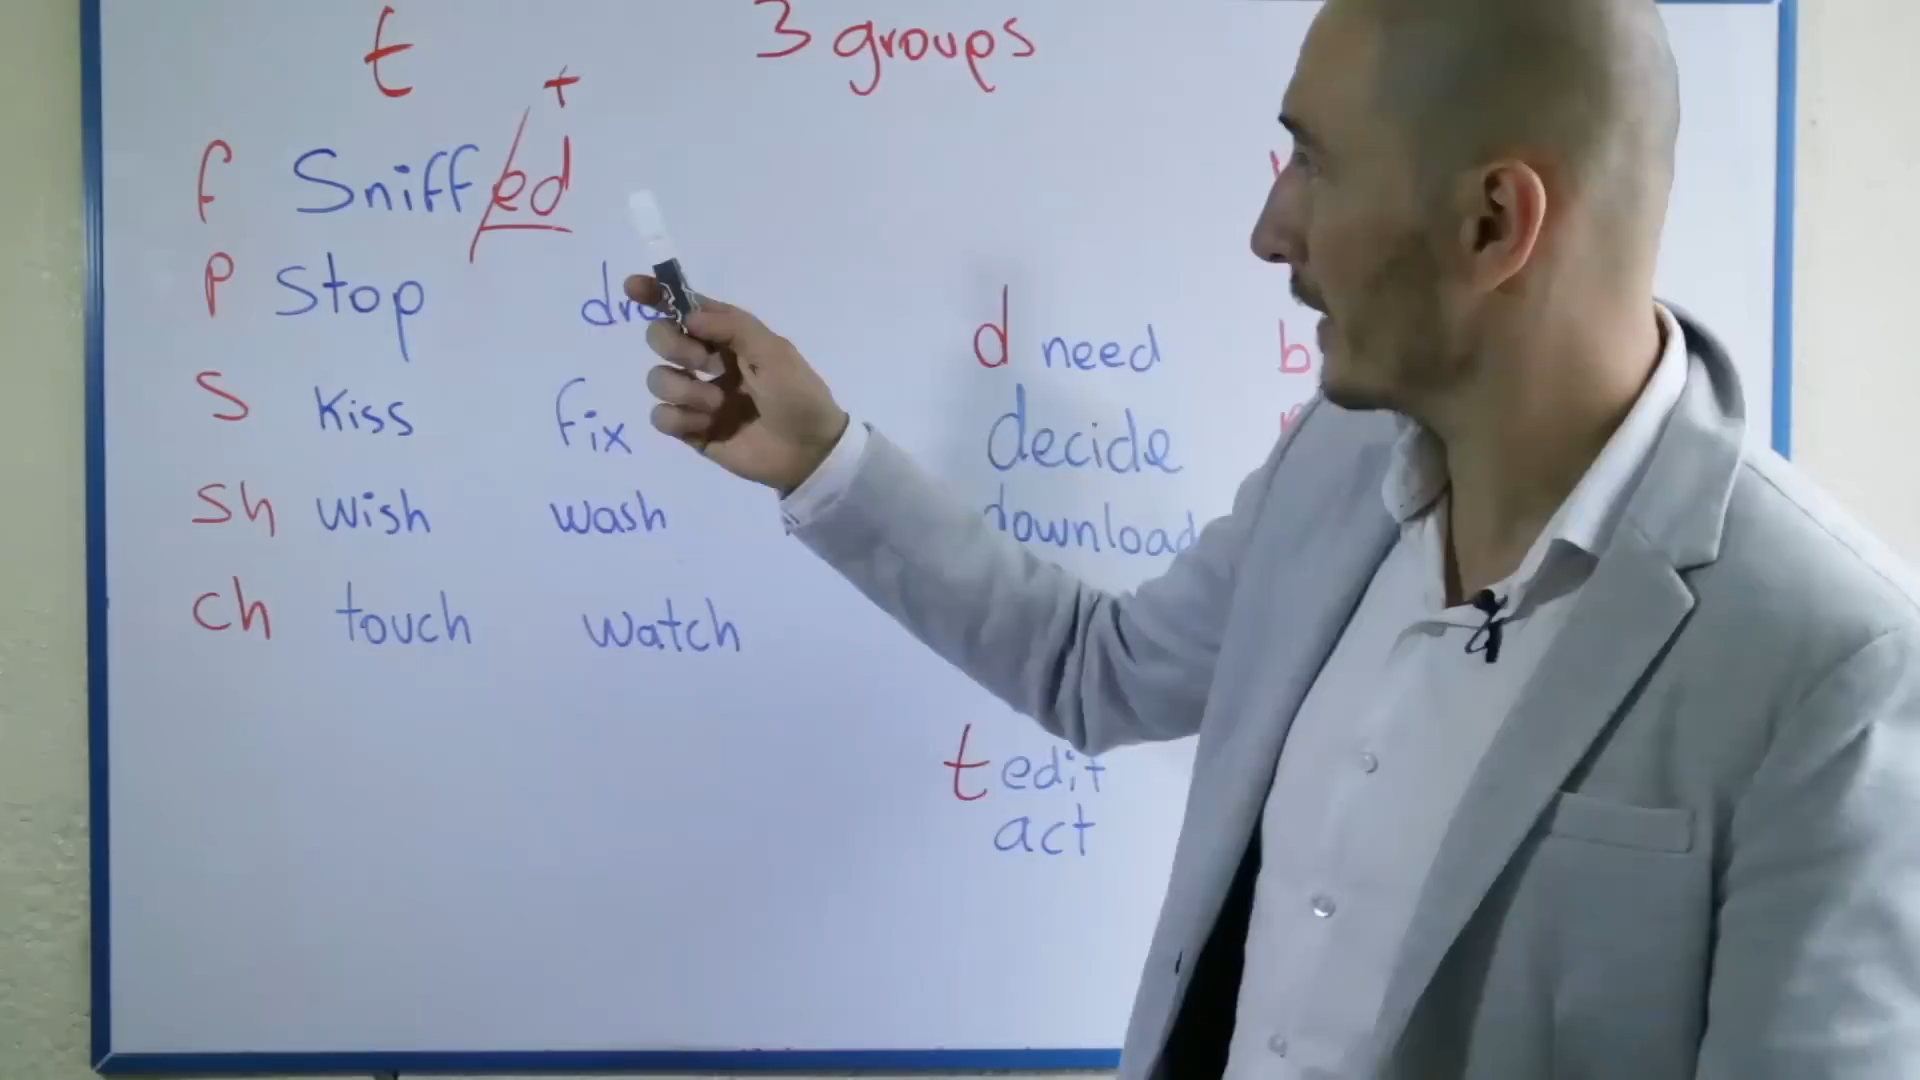 t 3 groups
t
f Sniffed
p Stop
s kiss fix
sh wish wash
ch touch watch
d need
decide
download
t edit
act
b